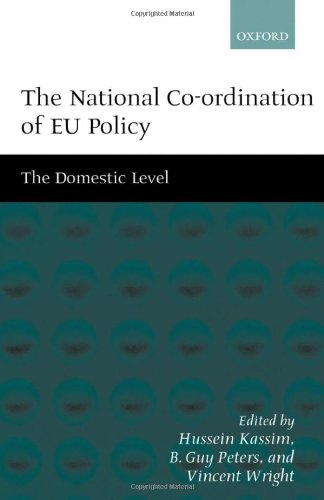 OXFORD
The National Co-ordination
of EU Policy
The Domestic Level
Edited by
Hussein Kassim,
B. Guy Peters, and
Vincent Wright